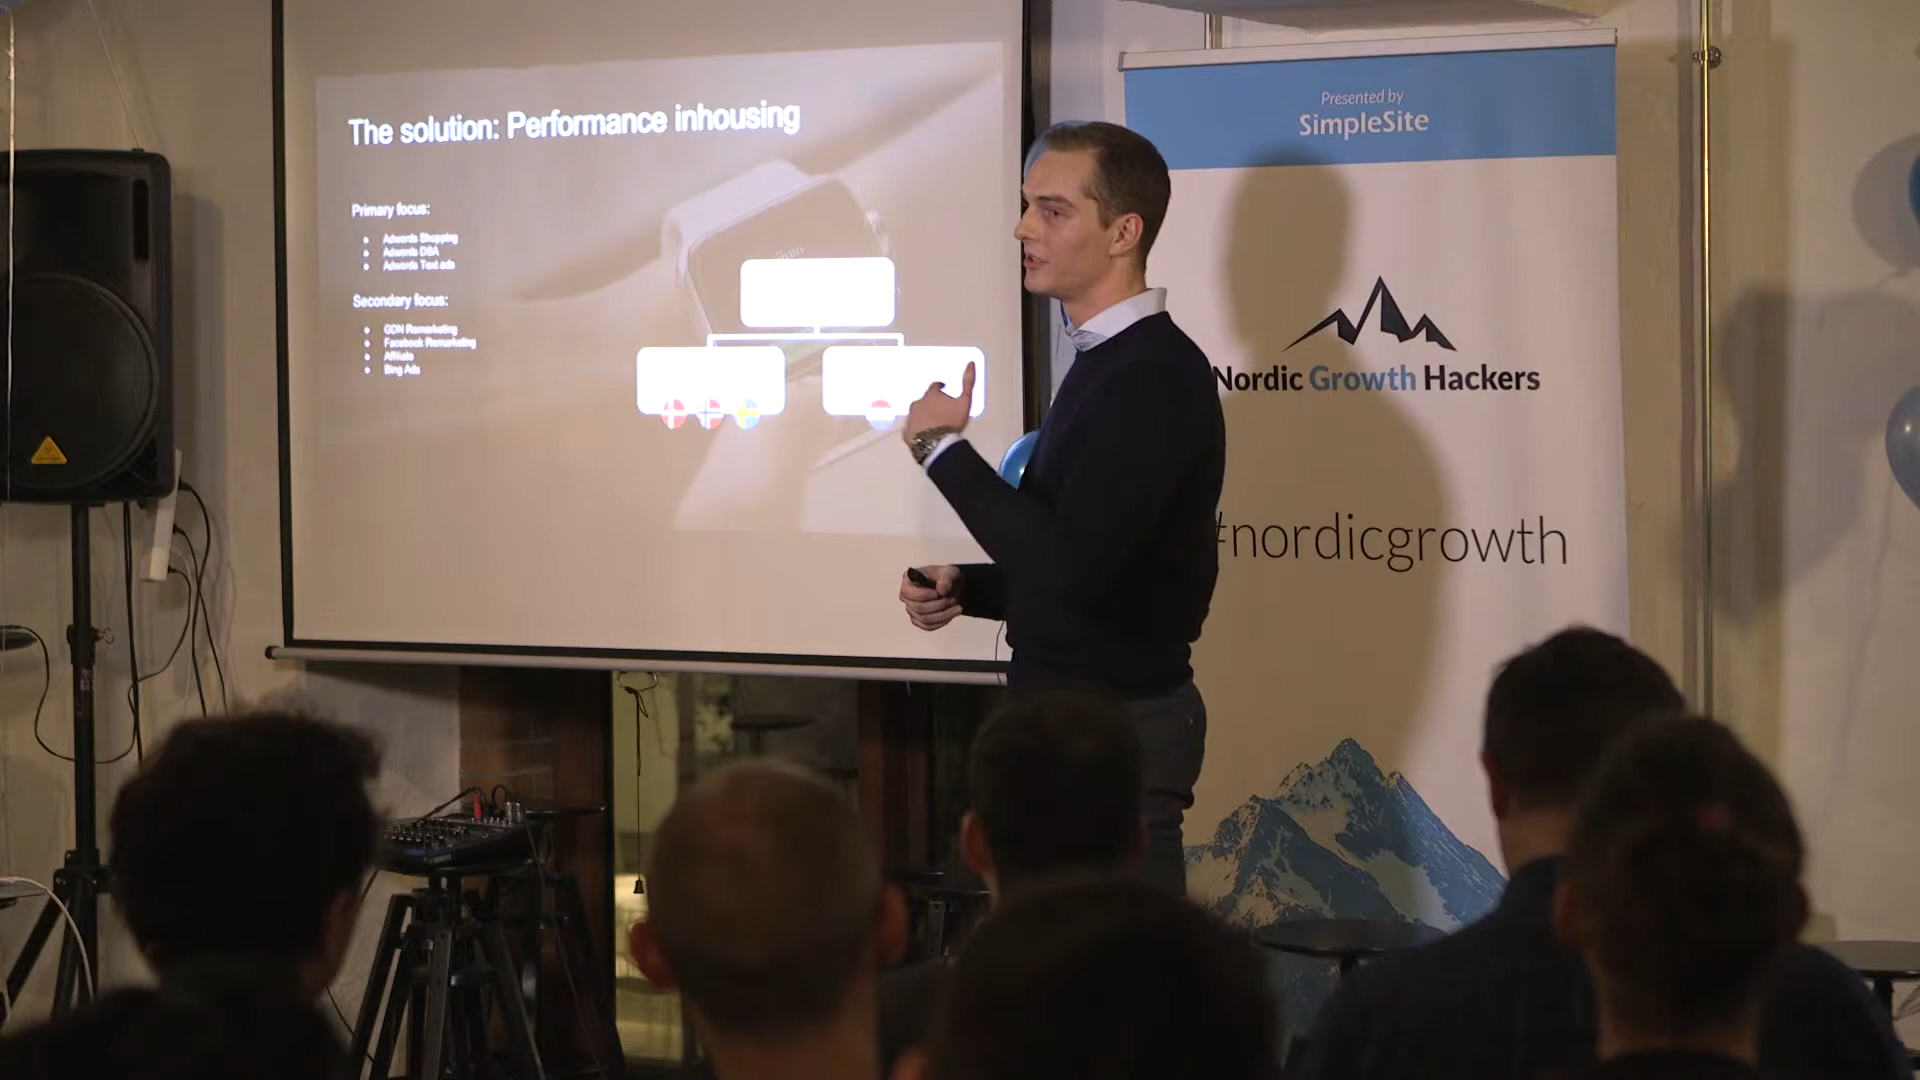 The solution: Performance inhousing
Primary focus:
Adwords Shopping
Adwords DSA
Adwords Text ads
Secondary focus:
GDN Remarketing
Facebook Remarketing
Affiliate
Bing Ads
Presented by
SimpleSite
Nordic Growth Hackers
#nordicgrowth